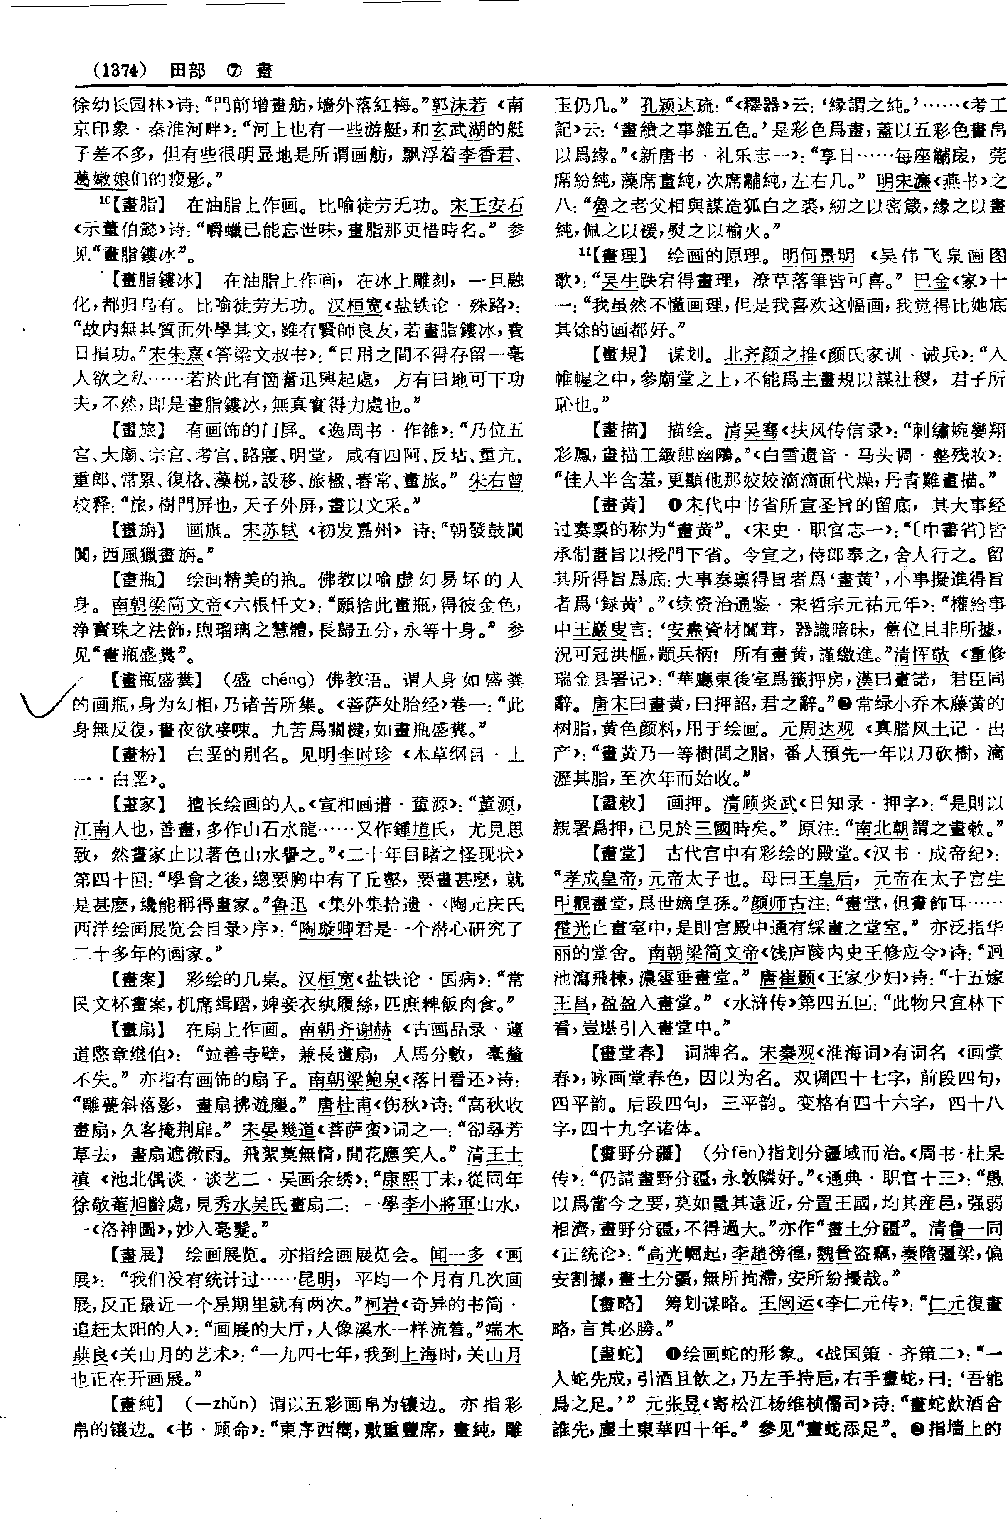 (1374) 田部 ⑦ 畫
徐幼长园林》诗：“門前增畫舫，墻外落紅梅。”郭沫若《南
京印象·秦淮河畔》：“河上也有一些游艇，和玄武湖的艇
子差不多，但有些很明显地是所谓画舫，飘浮着李香君、
葛嫩娘们的瘦影。”
¹⁰【畫脂】 在油脂上作画。比喻徒劳无功。宋王安石
《示董伯懿》诗：“嚼蠟已能忘世味，畫脂那更惜時名。”参
见“畫脂鏤冰”。
【畫脂鏤冰】 在油脂上作画，在冰上雕刻，一旦融
化，都归乌有。比喻徒劳无功。汉桓宽《盐铁论·殊路》：
“故内無其質而外學其文，雖有賢師良友，若畫脂鏤冰，費
日損功。”宋朱熹《答梁文叔书》：“日用之間不得存留一毫
人欲之私……若於此有箇奮迅興起處，方有田地可下功
夫，不然，即是畫脂鏤冰，無真實得力處也。”
【畫旅】 有画饰的门屏。《逸周书·作雒》：“乃位五
宫、大廟、宗宫、考宫、路寢、明堂，咸有四阿、反坫、重亢、
重郎、常累、復格、藻梲、設移、旅楹、舂常、畫旅。”朱右曾
校释：“旅，樹門屏也，天子外屏，畫以文采。”
【畫旃】 画旗。宋苏轼《初发嘉州》诗：“朝發鼓闐
闐，西風獵畫旃。”
【畫瓶】 绘画精美的瓶。佛教以喻虚幻易坏的人
身。南朝梁简文帝《六根忏文》：“願捨此畫瓶，得彼金色，
浄寶珠之法飾，煦瑠璃之慧體，長歸五分，永等十身。”参
见“畫瓶盛糞”。
【畫瓶盛糞】 （盛 chéng）佛教语。谓人身如盛粪
的画瓶，身为幻相，乃诸苦所集。《菩萨处胎经》卷一：“此
身無反復，晝夜欲唼唻。九苦爲關楗，如畫瓶盛糞。”
【畫粉】 白垩的别名。见明李时珍《本草纲目·土
一·白垩》。
【畫家】 擅长绘画的人。《宣和画谱·董源》：“董源，
江南人也，善畫，多作山石水龍……又作鍾馗氏，尤見思
致，然畫家止以著色山水譽之。”《二十年目睹之怪现状》
第四十回：“學會之後，總要胸中有了丘壑，要畫甚麽，就
是甚麽，纔能稱得畫家。”鲁迅《集外集拾遗·〈陶元庆氏
西洋绘画展览会目录〉序》：“陶璇卿君是一个潜心研究了
二十多年的画家。”
【畫案】 彩绘的几桌。汉桓宽《盐铁论·国病》：“常
民文杯畫案，机席緝蹹，婢妾衣紈履絲，匹庶粺飯肉食。”
【畫扇】 在扇上作画。南朝齐谢赫《古画品录·蘧
道愍章继伯》：“竝善寺壁，兼長畫扇，人馬分數，毫釐
不失。”亦指有画饰的扇子。南朝梁鲍泉《落日看还》诗：
“雕甍斜落影，畫扇拂遊塵。”唐杜甫《伤秋》诗：“高秋收
畫扇，久客掩荆扉。”宋晏幾道《菩萨蛮》词之一：“卻尋芳
草去，畫扇遮微雨。飛絮莫無情，閒花應笑人。”清王士
禛《池北偶谈·谈艺二·吴画余绣》：“康熙丁未，從同年
徐敬菴旭齡處，見秀水吴氏畫扇二：一學李小將軍山水，
一《洛神圖》，妙入毫髮。”
【畫展】 绘画展览。亦指绘画展览会。闻一多《画
展》：“我们没有统计过……昆明，平均一个月有几次画
展，反正最近一个星期里就有两次。”柯岩《奇异的书简·
追赶太阳的人》：“画展的大厅，人像溪水一样流着。”端木
蕻良《关山月的艺术》：“一九四七年，我到上海时，关山月
也正在开画展。”
【畫純】 （—zhǔn）谓以五彩画帛为镶边。亦指彩
帛的镶边。《书·顾命》：“東序西嚮，敷重豐席，畫純，雕
玉仍几。”孔颖达疏：“《釋器》云：‘緣謂之純。’……《考工
記》云：‘畫繢之事雜五色。’是彩色爲畫，蓋以五彩色畫帛
以爲緣。”《新唐书·礼乐志一》：“享日……每座黼扆，莞
席紛純，藻席畫純，次席黼純，左右几。”明宋濂《燕书》之
八：“魯之老父相與謀造狐白之裘，紉之以密箴，緣之以畫
純，佩之以鍰，熨之以榆火。”
¹¹【畫理】 绘画的原理。明何景明《吴伟飞泉画图
歌》：“吴生跌宕得畫理，潦草落筆皆可喜。”巴金《家》十
一：“我虽然不懂画理，但是我喜欢这幅画，我觉得比她底
其馀的画都好。”
【畫規】 谋划。北齐颜之推《颜氏家训·诫兵》：“入
帷幄之中，參廟堂之上，不能爲主畫規以謀社稷，君子所
恥也。”
【畫描】 描绘。清吴骞《扶风传信录》：“刺繡婉孌翔
彩鳳，畫描工緻憩幽鷗。”《白雪遗音·马头调·整残妆》：
“佳人半含羞，更顯他那姣姣滴滴面代燥，丹青難畫描。”
【畫黄】 ❶宋代中书省所宣圣旨的留底，其大事经
过奏禀的称为“畫黄”。《宋史·职官志一》：“〔中書省〕皆
承制畫旨以授門下省。令宣之，侍郎奉之，舍人行之。留
其所得旨爲底：大事奏禀得旨者爲‘畫黄’，小事擬進得旨
者爲‘録黄’。”《续资治通鉴·宋哲宗元祐元年》：“權給事
中王巖叟言：‘安燾資材闒茸，器識暗昧，舊位且非所據，
況可冠洪樞，顓兵柄！所有畫黄，謹繳進。”清恽敬《重修
瑞金县署记》：“華廳東後室爲籤押房，漢曰畫諾，君臣同
辭。唐宋曰畫黄，曰押詔，君之辭。”❷常绿小乔木藤黄的
树脂，黄色颜料，用于绘画。元周达观《真腊风土记·出
产》：“畫黄乃一等樹間之脂，番人預先一年以刀砍樹，滴
瀝其脂，至次年而始收。”
【畫敕】 画押。清顾炎武《日知录·押字》：“是則以
親署爲押，已見於三國時矣。”原注：“南北朝謂之畫敕。”
【畫堂】 古代宫中有彩绘的殿堂。《汉书·成帝纪》：
“孝成皇帝，元帝太子也。母曰王皇后，元帝在太子宫生
甲觀畫堂，爲世嫡皇孫。”颜师古注：“畫堂，但畫飾耳……
霍光止畫室中，是則宫殿中通有綵畫之堂室。”亦泛指华
丽的堂舍。南朝梁简文帝《饯庐陵内史王修应令》诗：“迴
池瀉飛棟，濃雲垂畫堂。”唐崔颢《王家少妇》诗：“十五嫁
王昌，盈盈入畫堂。”《水浒传》第四五回：“此物只宜林下
看，豈堪引入畫堂中。”
【畫堂春】 词牌名。宋秦观《淮海词》有词名《画堂
春》，咏画堂春色，因以为名。双调四十七字，前段四句，
四平韵。后段四句，三平韵。变格有四十六字，四十八
字，四十九字诸体。
【畫野分疆】 （分fēn）指划分疆域而治。《周书·杜杲
传》：“仍請畫野分疆，永敦隣好。”《通典·职官十三》：“愚
以爲當今之要，莫如量其遠近，分置王國，均其産邑，强弱
相濟，畫野分疆，不得過大。”亦作“畫土分疆”。清鲁一同
《正统论》：“高光崛起，李趙徬徨，魏晉盗竊，秦隋彊梁，偏
安割據，畫土分疆，無所拘滯，安所紛擾哉。”
【畫略】 筹划谋略。王闿运《李仁元传》：“仁元復畫
略，言其必勝。”
【畫蛇】 ❶绘画蛇的形象。《战国策·齐策二》：“一
人蛇先成，引酒且飲之，乃左手持巵，右手畫蛇，曰：‘吾能
爲之足。’”元张昱《寄松江杨维桢儒司》诗：“畫蛇飲酒合
誰先，塵土東華四十年。”参见“畫蛇添足”。❷指墙上的